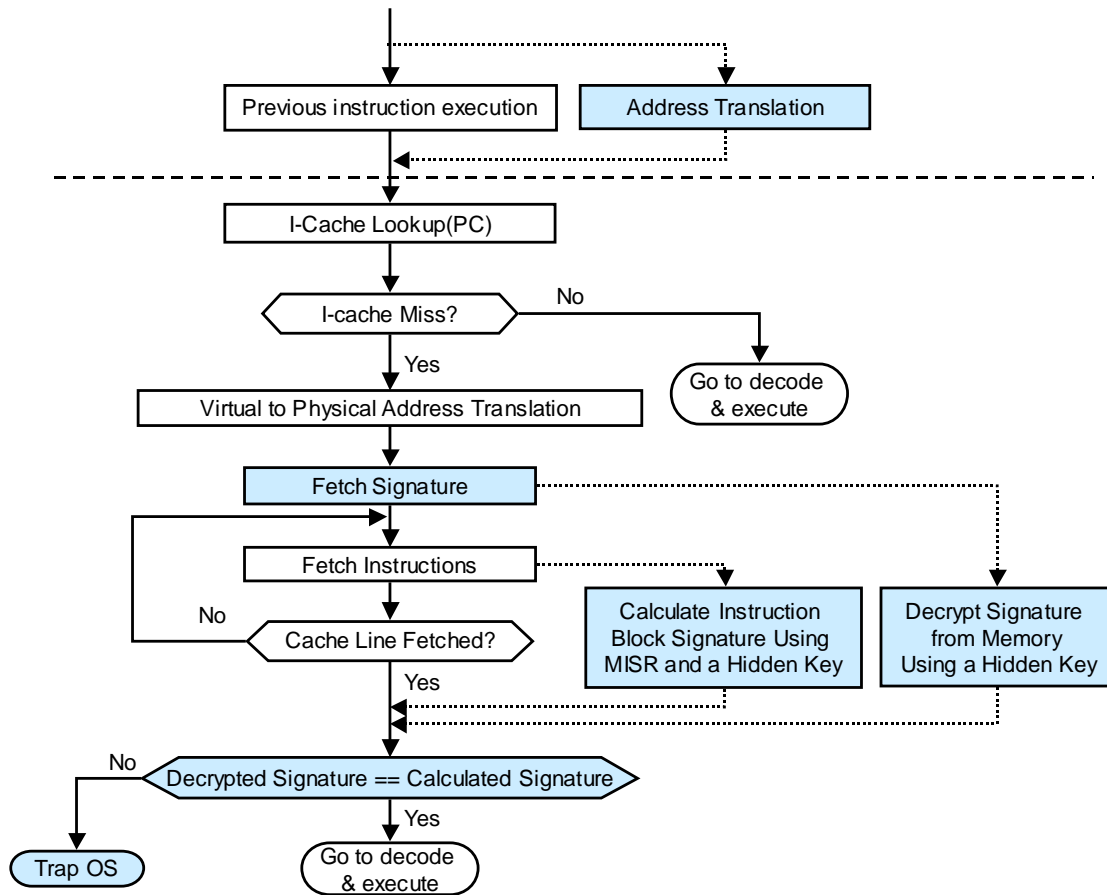 Previous instruction execution
Address Translation
I-Cache Lookup(PC)
I-cache Miss?
No
Yes
Go to decode
& execute
Virtual to Physical Address Translation
Fetch Signature
Fetch Instructions
No
Cache Line Fetched?
Calculate Instruction
Block Signature Using
MISR and a Hidden Key
Decrypt Signature
from Memory
Using a Hidden Key
Yes
No
Decrypted Signature == Calculated Signature
Yes
Trap OS
Go to decode
& execute